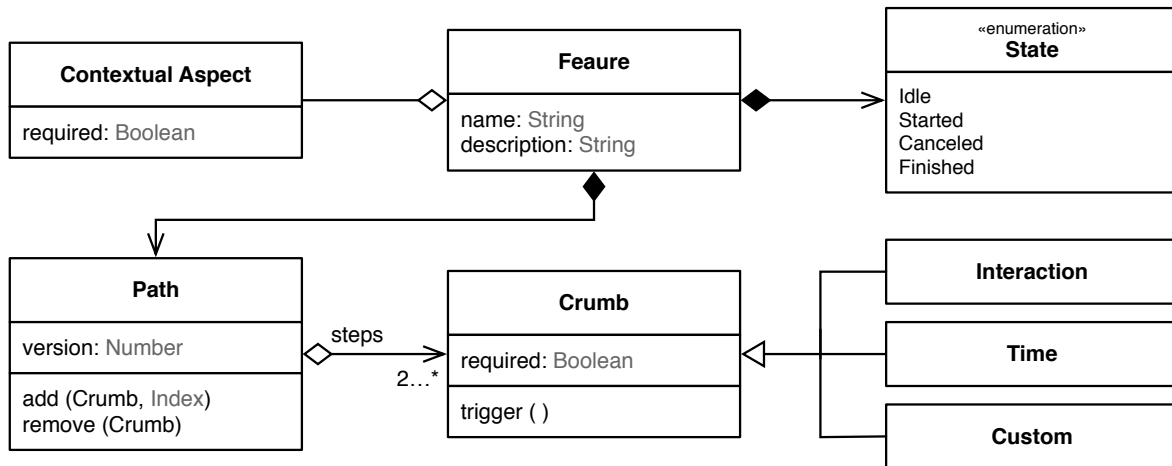 Contextual Aspect
required: Boolean
Feaure
name: String
description: String
«enumeration»
State
Idle
Started
Canceled
Finished
Path
version: Number
add (Crumb, Index)
remove (Crumb)
steps
2...*
Crumb
required: Boolean
trigger ( )
Interaction
Time
Custom